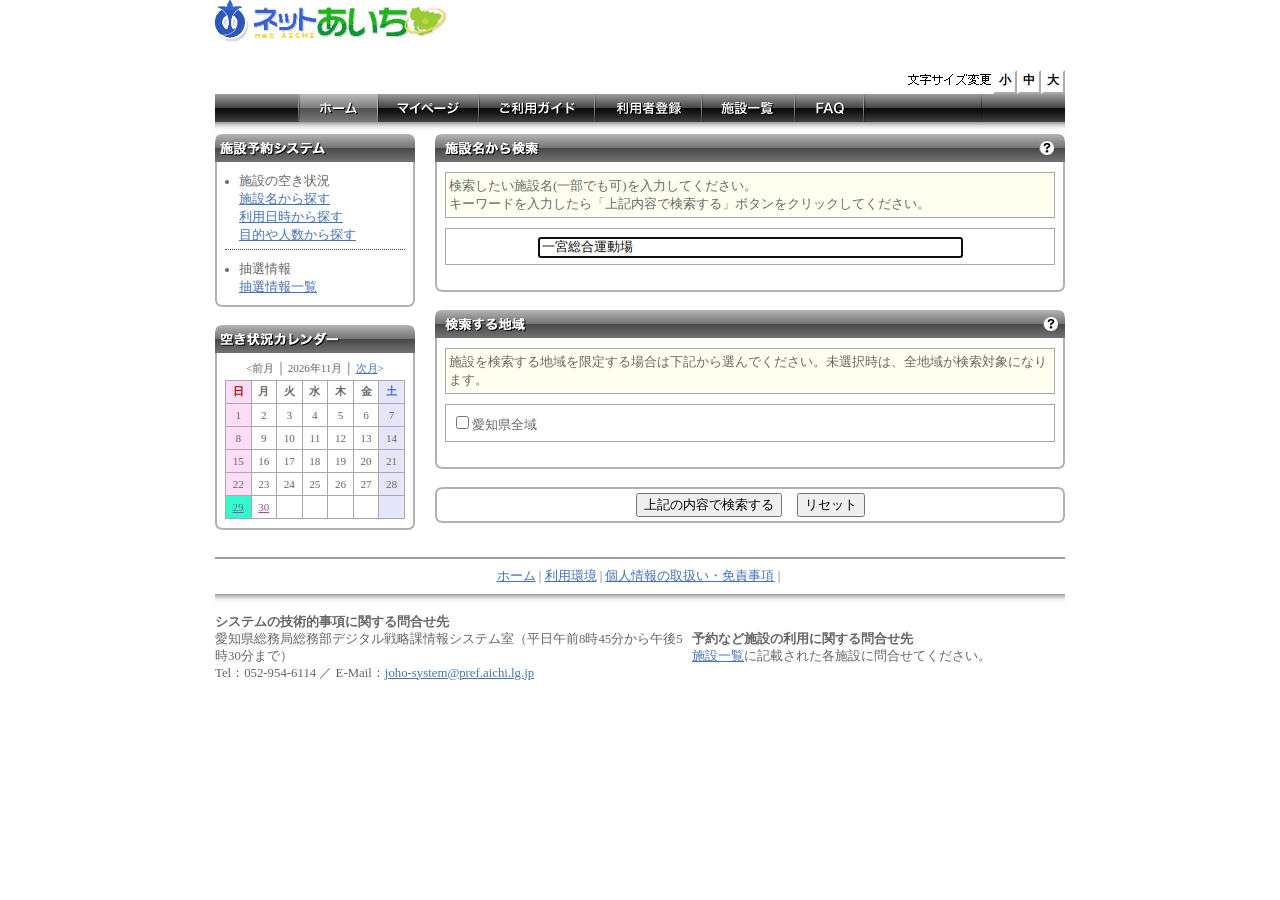 ネットあいち
NET AICHI
文字サイズ変更 小 中 大
ホーム マイページ ご利用ガイド 利用者登録 施設一覧 FAQ
施設予約システム
施設の空き状況
施設名から探す
利用日時から探す
目的や人数から探す
抽選情報
抽選情報一覧
空き状況カレンダー
<前月 │ 2026年11月 │ 次月>
日 月 火 水 木 金 土
1 2 3 4 5 6 7
8 9 10 11 12 13 14
15 16 17 18 19 20 21
22 23 24 25 26 27 28
29 30
施設名から検索 ?
検索したい施設名(一部でも可)を入力してください。
キーワードを入力したら「上記内容で検索する」ボタンをクリックしてください。
一宮総合運動場
検索する地域 ?
施設を検索する地域を限定する場合は下記から選んでください。未選択時は、全地域が検索対象になり
ます。
愛知県全域
上記の内容で検索する リセット
ホーム | 利用環境 | 個人情報の取扱い・免責事項 |
システムの技術的事項に関する問合せ先
愛知県総務局総務部デジタル戦略課情報システム室（平日午前8時45分から午後5
時30分まで）
Tel：052-954-6114 ／ E-Mail：joho-system@pref.aichi.lg.jp
予約など施設の利用に関する問合せ先
施設一覧に記載された各施設に問合せてください。